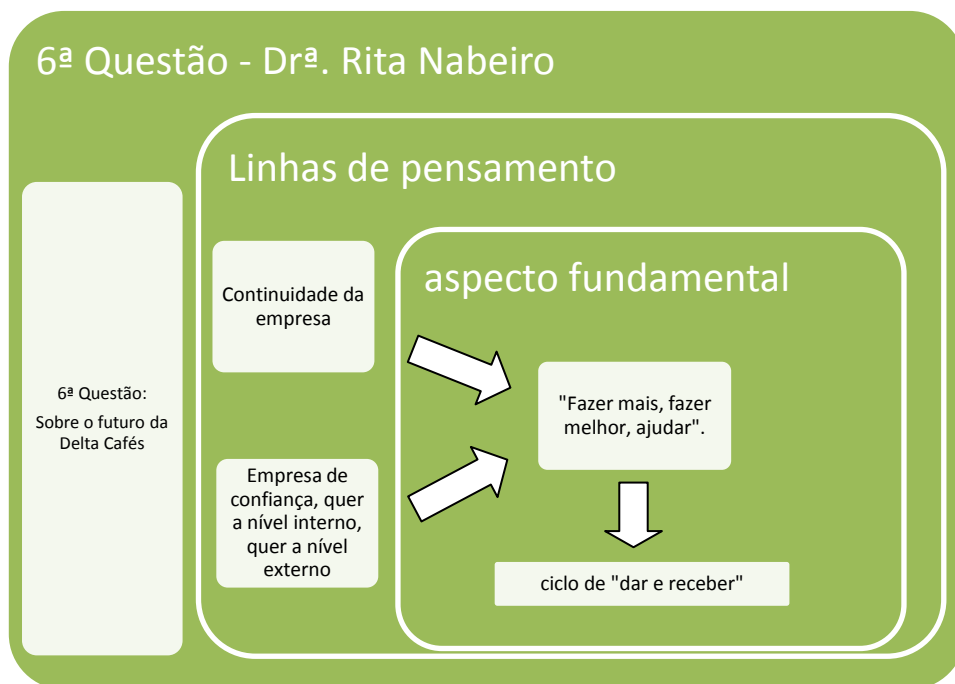 6ª Questão - Drª. Rita Nabeiro
Linhas de pensamento
6ª Questão:
Sobre o futuro da
Delta Cafés
Continuidade da
empresa
Empresa de
confiança, quer
a nível interno,
quer a nível
externo
aspecto fundamental
"Fazer mais, fazer
melhor, ajudar".
ciclo de "dar e receber"